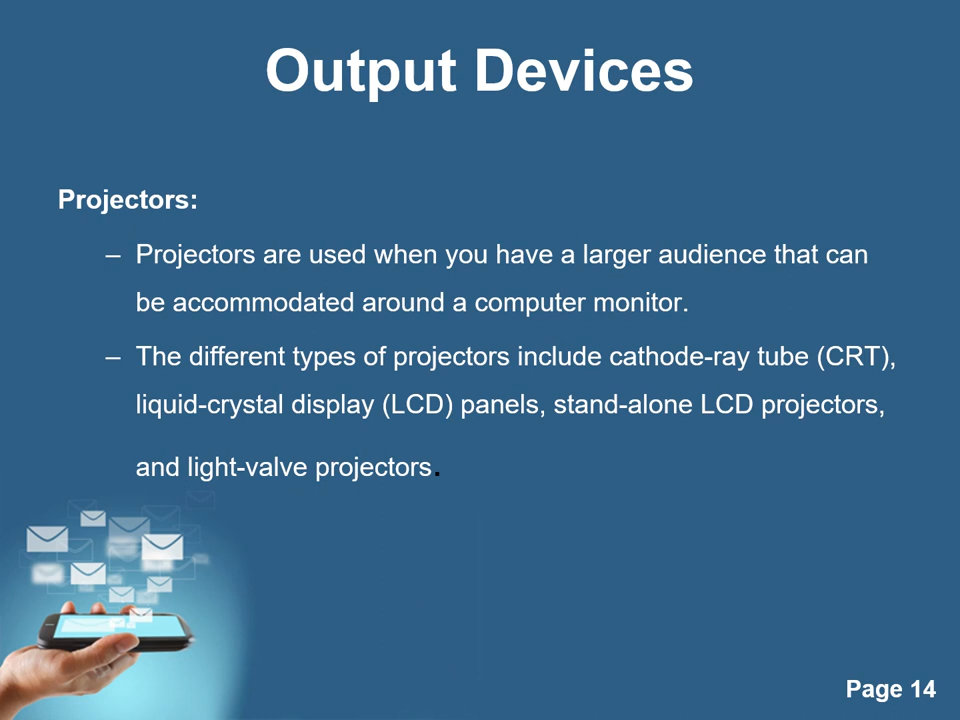 Output Devices
Projectors:
– Projectors are used when you have a larger audience that can
be accommodated around a computer monitor.
– The different types of projectors include cathode-ray tube (CRT),
liquid-crystal display (LCD) panels, stand-alone LCD projectors,
and light-valve projectors.
Page 14